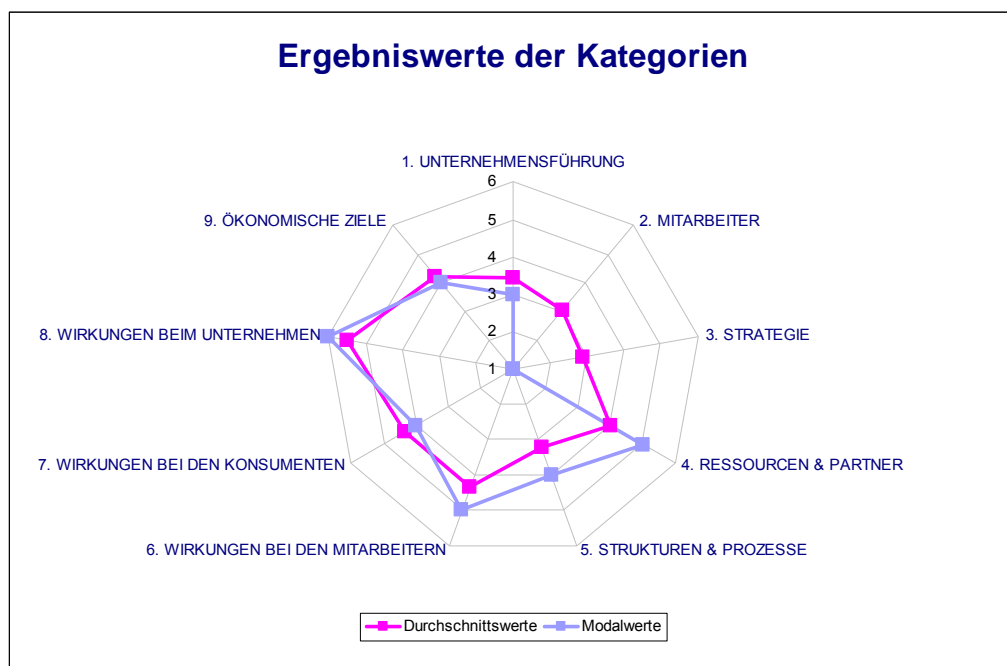 Ergebniswerte der Kategorien
1. UNTERNEHMENSFÜHRUNG
6
9. ÖKONOMISCHE ZIELE
2. MITARBEITER
5
4
3
8. WIRKUNGEN BEIM UNTERNEHMEN
3. STRATEGIE
2
1
7. WIRKUNGEN BEI DEN KONSUMENTEN
4. RESSOURCEN & PARTNER
6. WIRKUNGEN BEI DEN MITARBEITERN
5. STRUKTUREN & PROZESSE
Durchschnittswerte
Modalwerte